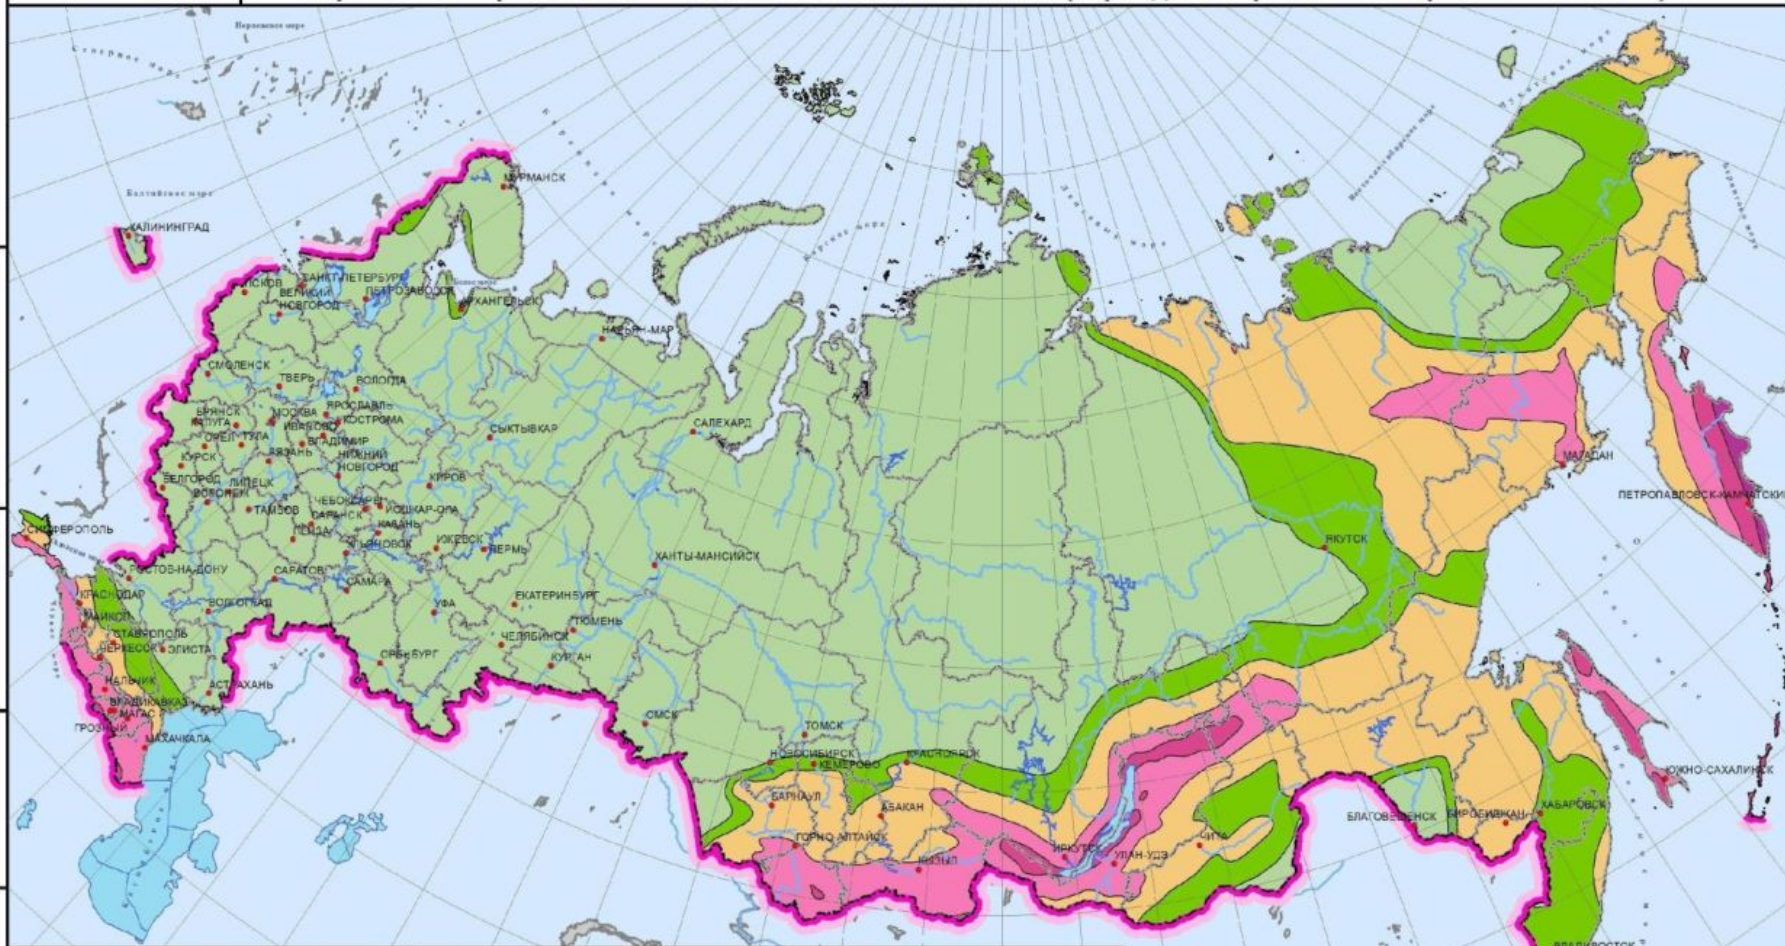 Норвежское море
Балтийское море
МУРМАНСК
КАЛИНИНГРАД
ПСКОВ
САНКТ-ПЕТЕРБУРГ
ВЕЛИКИЙ
НОВГОРОД
ПЕТРОЗАВОДСК
АРХАНГЕЛЬСК
НАРЬЯН-МАР
СМОЛЕНСК
ТВЕРЬ
ВОЛОГДА
БРЯНСК
КАЛУГА
МОСКВА
ЯРОСЛАВЛЬ
КОСТРОМА
ИВАНОВО
ОРЕЛ
ТУЛА
ВЛАДИМИР
СЫКТЫВКАР
САЛЕХАРД
КУРСК
РЯЗАНЬ
НИЖНИЙ
НОВГОРОД
БЕЛГОРОД
ЛИПЕЦК
ВОРОНЕЖ
КИРОВ
ТАМБОВ
ЧЕБОКСАРЫ
ЙОШКАР-ОЛА
САРАНСК
КАЗАНЬ
ПЕНЗА
УЛЬЯНОВСК
ИЖЕВСК
ПЕРМЬ
МАГАДАН
ПЕТРОПАВЛОВСК-КАМЧАТСКИЙ
СИМФЕРОПОЛЬ
ЯКУТСК
ХАНТЫ-МАНСИЙСК
РОСТОВ-НА-ДОНУ
САРАТОВ
САМАРА
КРАСНОДАР
ВОЛГОГРАД
УФА
ЕКАТЕРИНБУРГ
МАЙКОП
ТЮМЕНЬ
СТАВРОПОЛЬ
ЧЕРКЕССК
ЭЛИСТА
ЧЕЛЯБИНСК
ОРЕНБУРГ
КУРГАН
НАЛЬЧИК
АСТРАХАНЬ
ВЛАДИКАВКАЗ
МАГАС
ГРОЗНЫЙ
МАХАЧКАЛА
ОМСК
ТОМСК
НОВОСИБИРСК
КЕМЕРОВО
КРАСНОЯРСК
БАРНАУЛ
АБАКАН
ГОРНО-АЛТАЙСК
КЫЗЫЛ
ИРКУТСК
УЛАН-УДЭ
ЧИТА
БЛАГОВЕЩЕНСК
БИРОБИДЖАН
ХАБАРОВСК
ЮЖНО-САХАЛИНСК
ВЛАДИВОСТОК